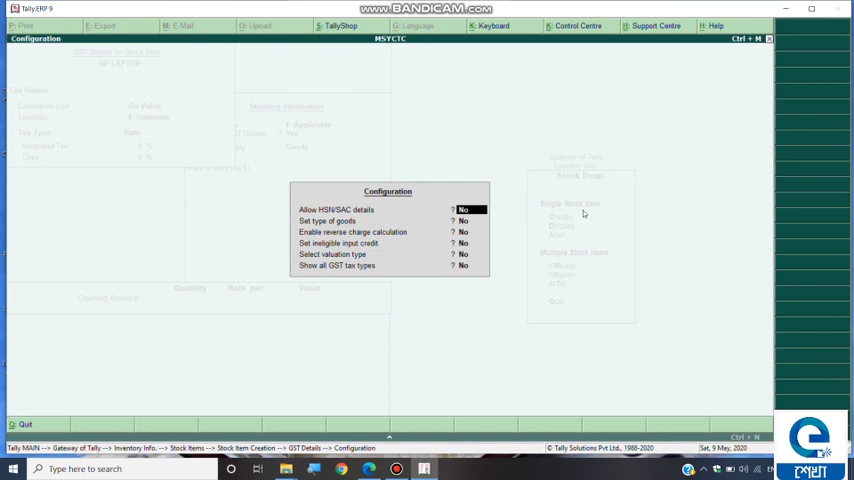 Tally.ERP 9
www.BANDICAM.com
P: Print E: Export M: E-Mail O: Upload S: TallyShop G: Language K: Keyboard K: Control Centre H: Support Centre H: Help
Configuration MSYCTC Ctrl + M
GST Details for Stock Item
HP LAPTOP
Tax Details
Calculation type On Value
Taxability Unknown
Tax Type Rate
Integrated Tax 0 %
Cess 0 %
Statutory Information
Applicable
GST Details ? Yes
Goods
Gateway of Tally
Inventory Info.
Stock Items
Single Stock Item
Create
Display
Alter
Multiple Stock Items
CReate
DIsplay
AlTer
Quit
Configuration
Allow HSN/SAC details ? No
Set type of goods ? No
Enable reverse charge calculation ? No
Set ineligible input credit ? No
Select valuation type ? No
Show all GST tax types ? No
Quantity Rate per Value
Opening Balance
Q: Quit
Ctrl + N
Tally MAIN --> Gateway of Tally --> Inventory Info. --> Stock Items --> Stock Item Creation --> GST Details --> Configuration © Tally Solutions Pvt Ltd., 1988-2020 Sat, 9 May, 2020
Type here to search